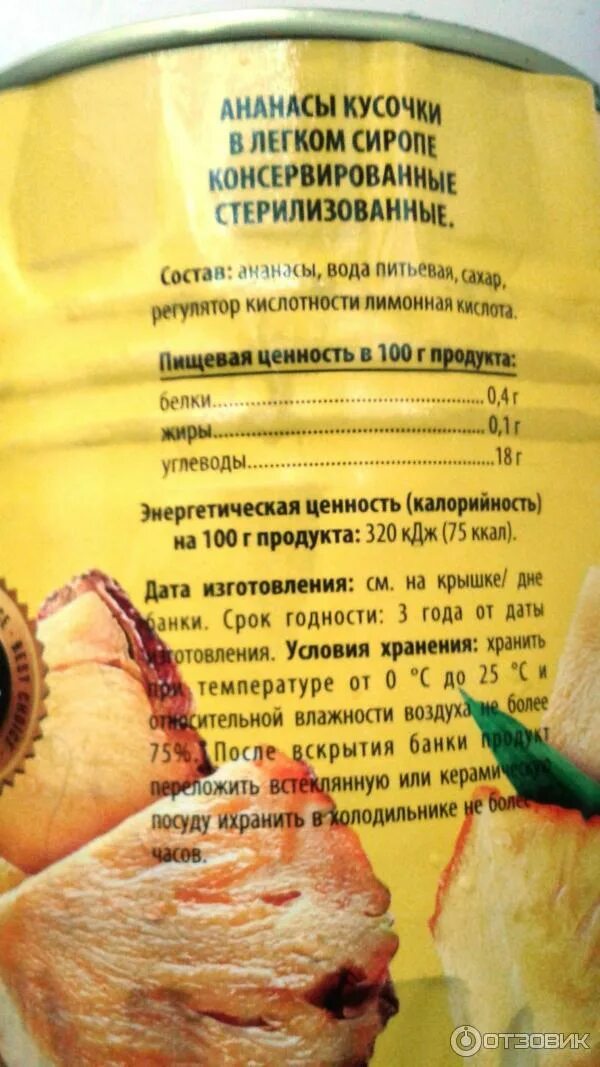 АНАНАСЫ КУСОЧКИ
В ЛЕГКОМ СИРОПЕ
КОНСЕРВИРОВАННЫЕ
СТЕРИЛИЗОВАННЫЕ.
Состав: ананасы, вода питьевая, сахар,
регулятор кислотности лимонная кислота.
Пищевая ценность в 100 г продукта:
белки........................................0,4 г
жиры........................................0,1 г
углеводы....................................18 г
Энергетическая ценность (калорийность)
на 100 г продукта: 320 кДж (75 ккал).
Дата изготовления: см. на крышке/ дне
банки. Срок годности: 3 года от даты
изготовления. Условия хранения: хранить
при температуре от 0 °С до 25 °С и
относительной влажности воздуха не более
75%. После вскрытия банки продукт
переложить встеклянную или керамическую
посуду ихранить в холодильнике не более
часов.
BEST CHOICE
ОТЗОВИК